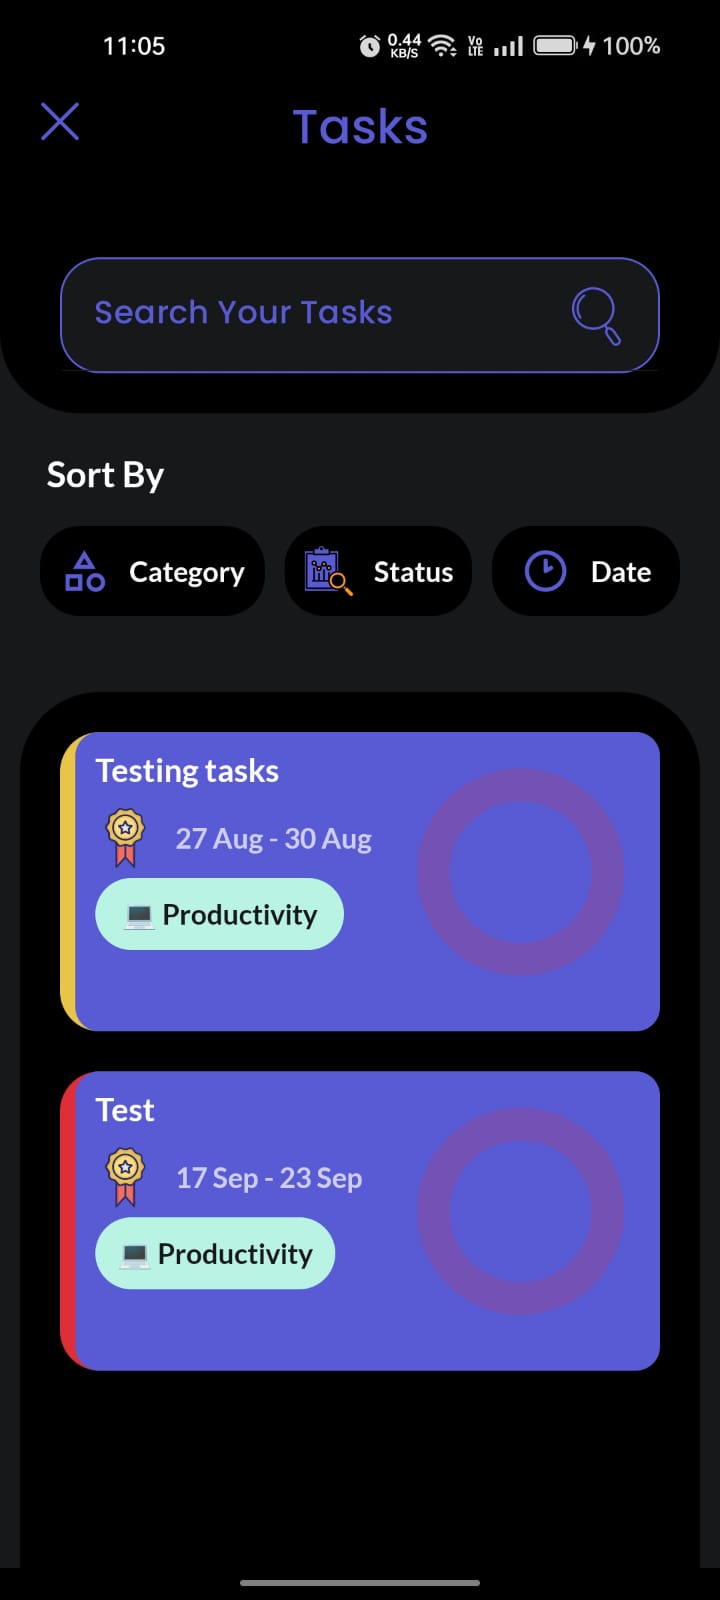 11:05
0.44 KB/S
Vo LTE
100%
Tasks
Search Your Tasks
Sort By
Category
Status
Date
Testing tasks
27 Aug - 30 Aug
Productivity
Test
17 Sep - 23 Sep
Productivity